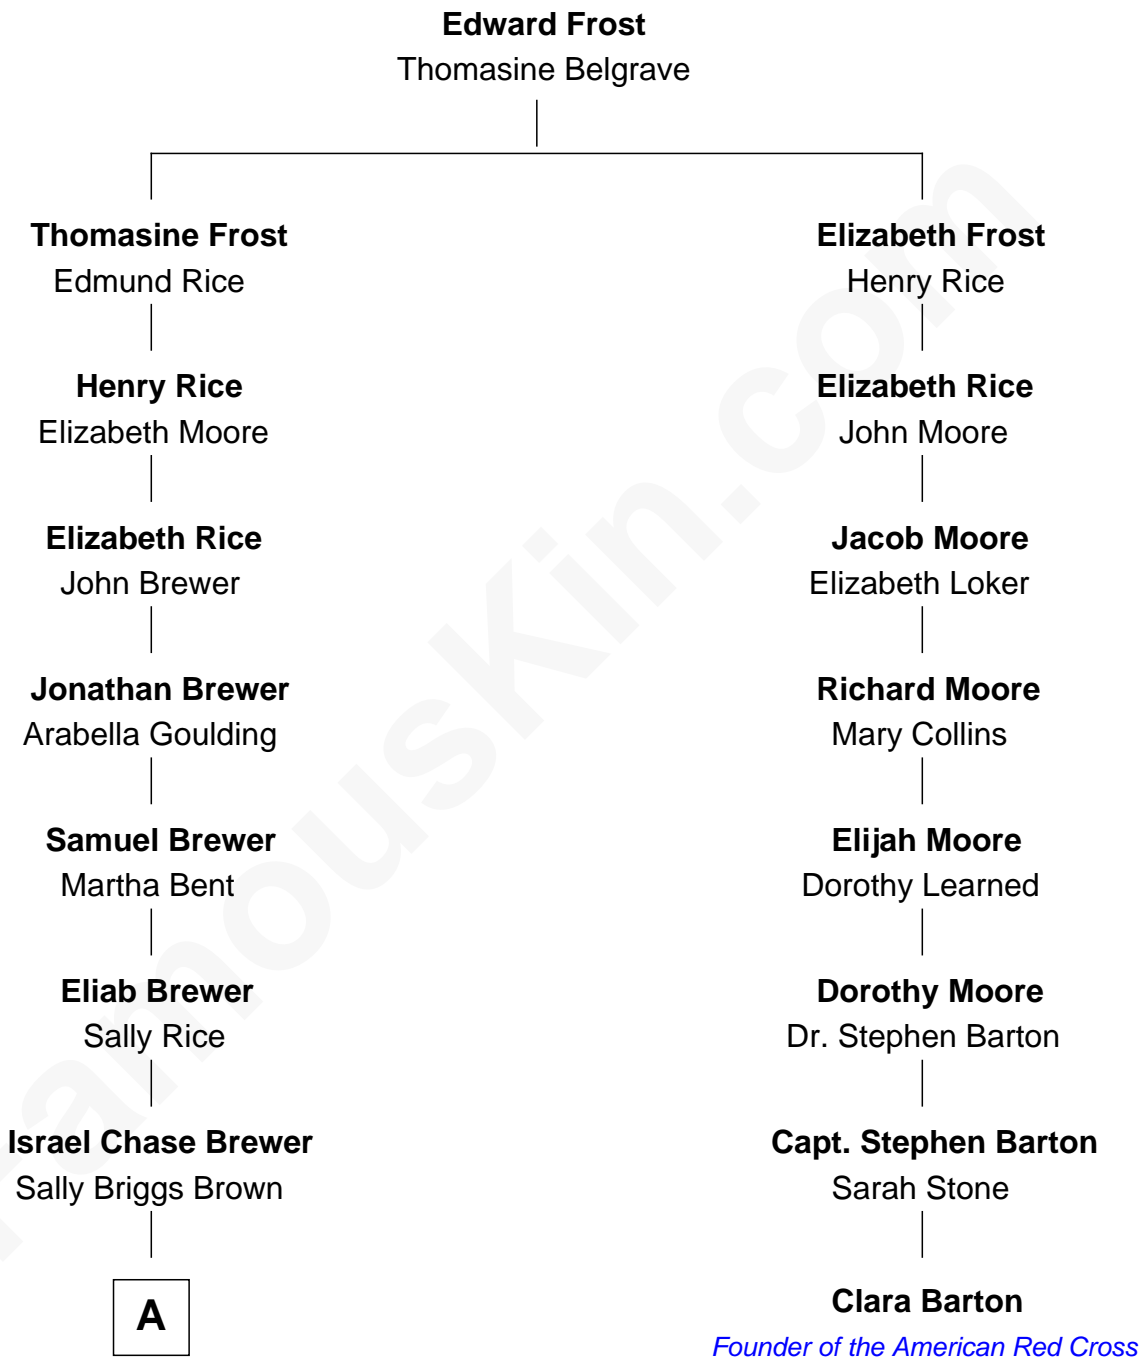 Edward Frost
Thomasine Belgrave
Thomasine Frost
Edmund Rice
Elizabeth Frost
Henry Rice
Henry Rice
Elizabeth Moore
Elizabeth Rice
John Moore
Elizabeth Rice
John Brewer
Jacob Moore
Elizabeth Loker
Jonathan Brewer
Arabella Goulding
Richard Moore
Mary Collins
Samuel Brewer
Martha Bent
Elijah Moore
Dorothy Learned
Eliab Brewer
Sally Rice
Dorothy Moore
Dr. Stephen Barton
Israel Chase Brewer
Sally Briggs Brown
Capt. Stephen Barton
Sarah Stone
A
Clara Barton
Founder of the American Red Cross
FamousKin.com